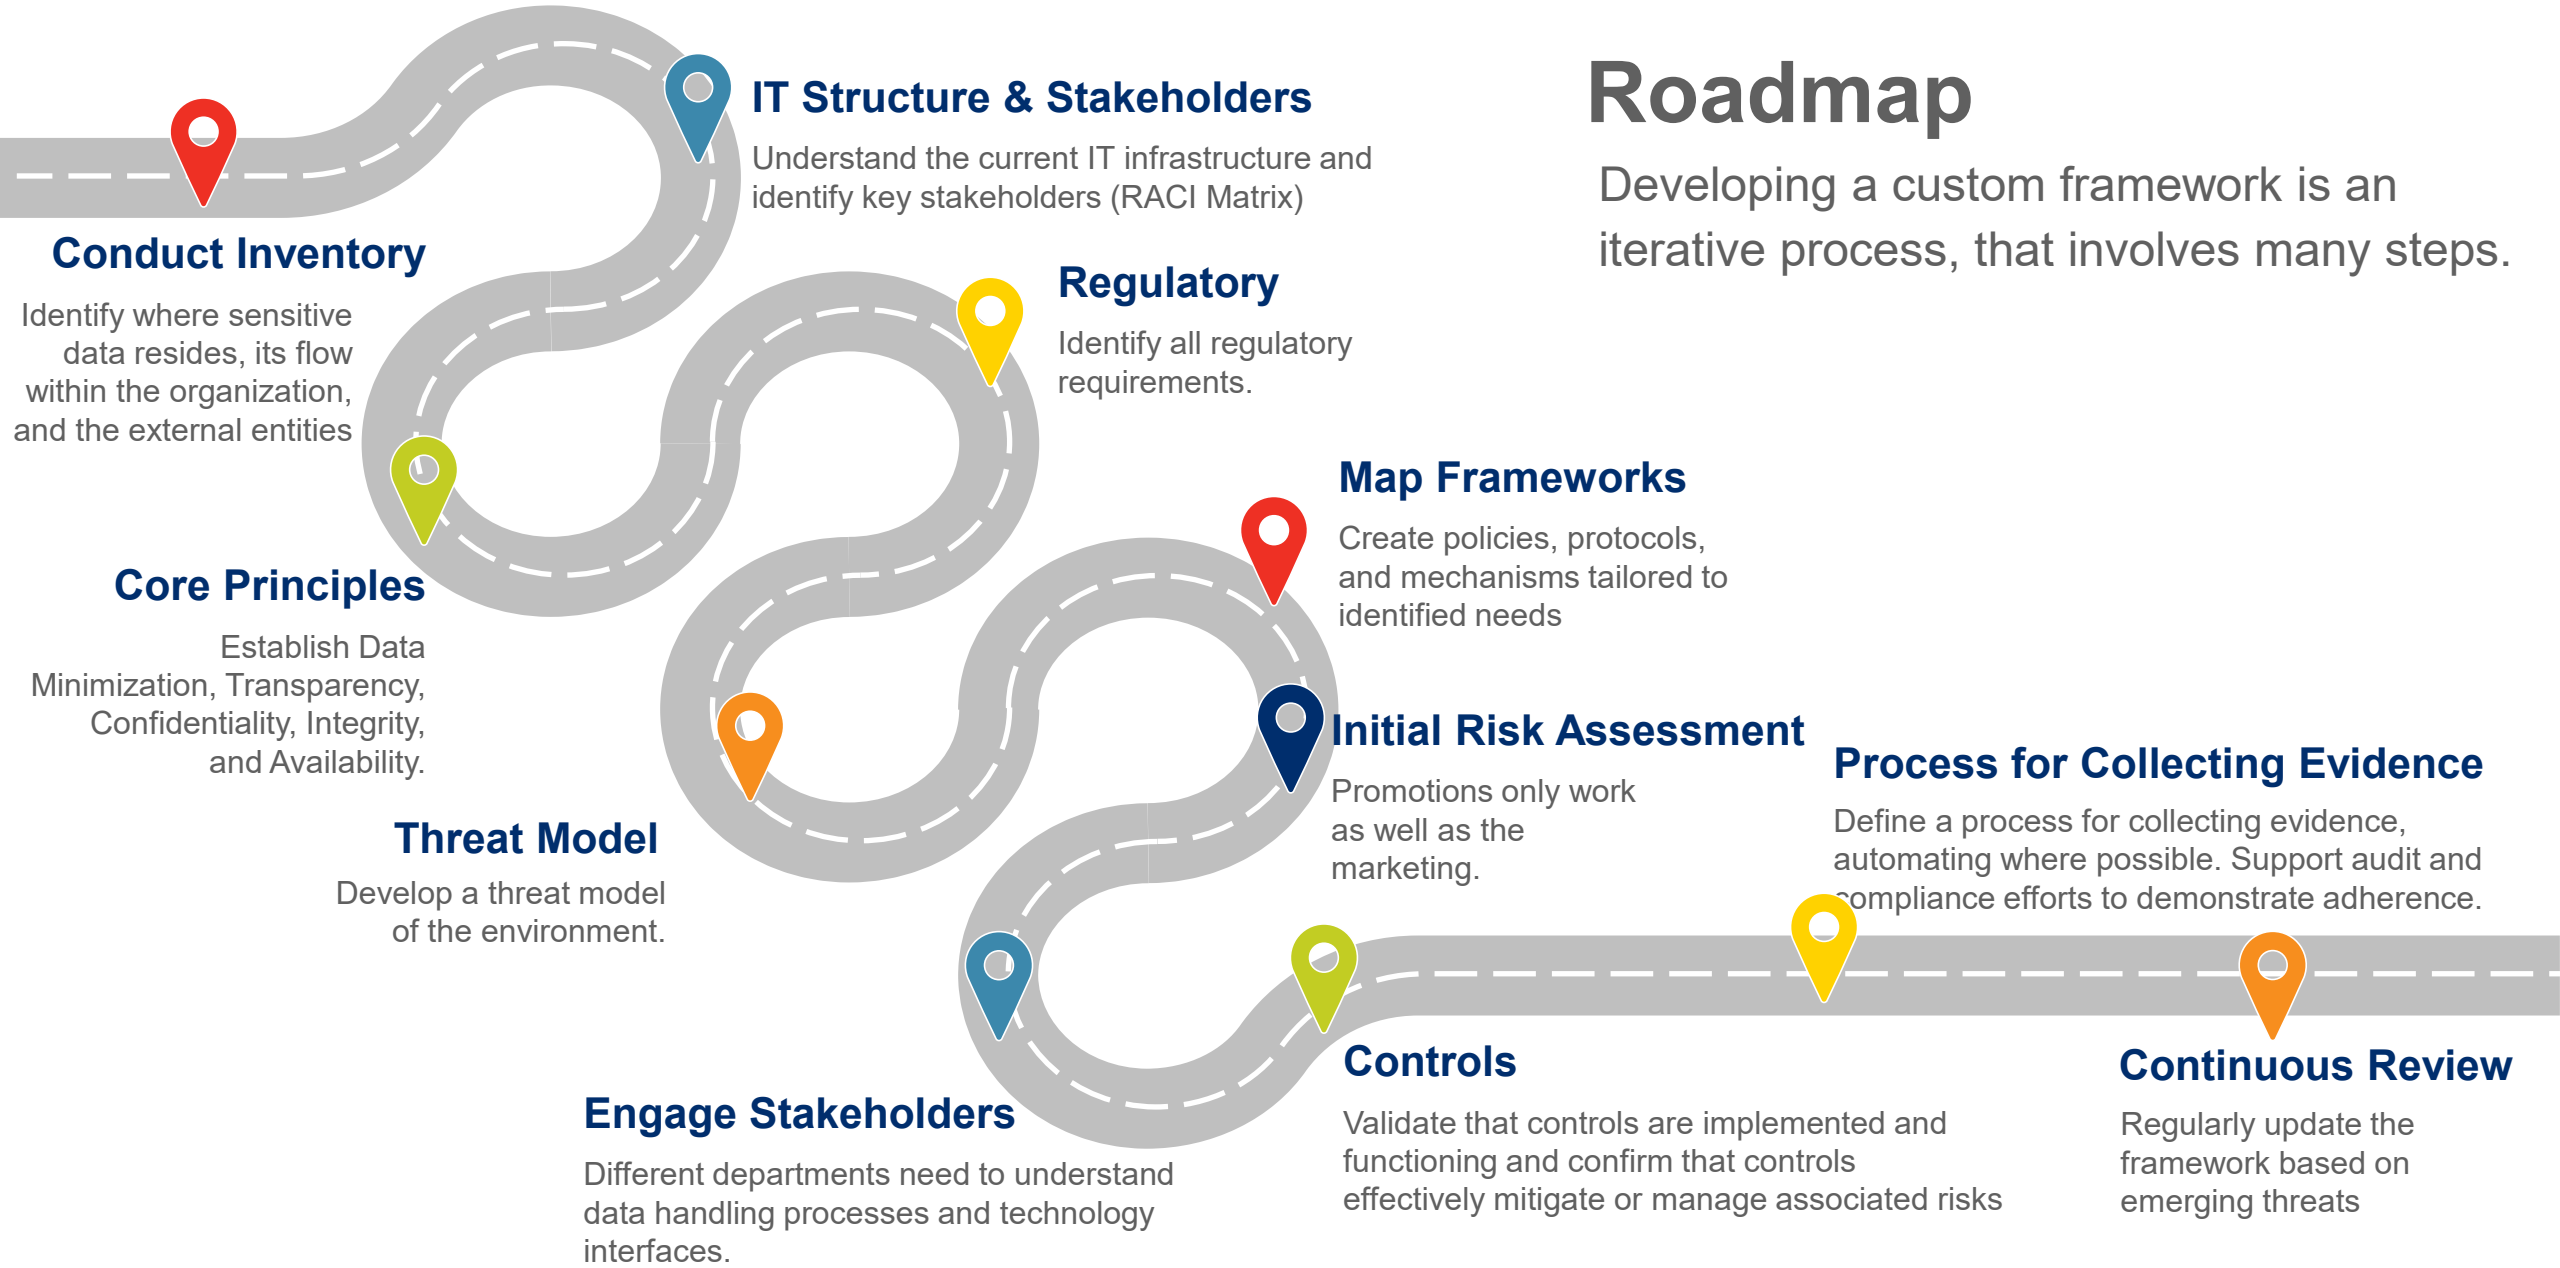 Roadmap
Developing a custom framework is an
iterative process, that involves many steps.
Conduct Inventory
Identify where sensitive
data resides, its flow
within the organization,
and the external entities
IT Structure & Stakeholders
Understand the current IT infrastructure and
identify key stakeholders (RACI Matrix)
Core Principles
Establish Data
Minimization, Transparency,
Confidentiality, Integrity,
and Availability.
Regulatory
Identify all regulatory
requirements.
Threat Model
Develop a threat model
of the environment.
Map Frameworks
Create policies, protocols,
and mechanisms tailored to
identified needs
Initial Risk Assessment
Promotions only work
as well as the
marketing.
Engage Stakeholders
Different departments need to understand
data handling processes and technology
interfaces.
Controls
Validate that controls are implemented and
functioning and confirm that controls
effectively mitigate or manage associated risks
Process for Collecting Evidence
Define a process for collecting evidence,
automating where possible. Support audit and
compliance efforts to demonstrate adherence.
Continuous Review
Regularly update the
framework based on
emerging threats